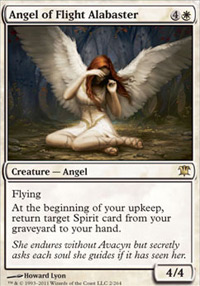 Angel of Flight Alabaster 4
Creature — Angel
Flying
At the beginning of your upkeep,
return target Spirit card from your
graveyard to your hand.
She endures without Avacyn but secretly
asks each soul she guides if it has seen her.
Howard Lyon
™ & © 1993–2011 Wizards of the Coast LLC 2/264
4/4